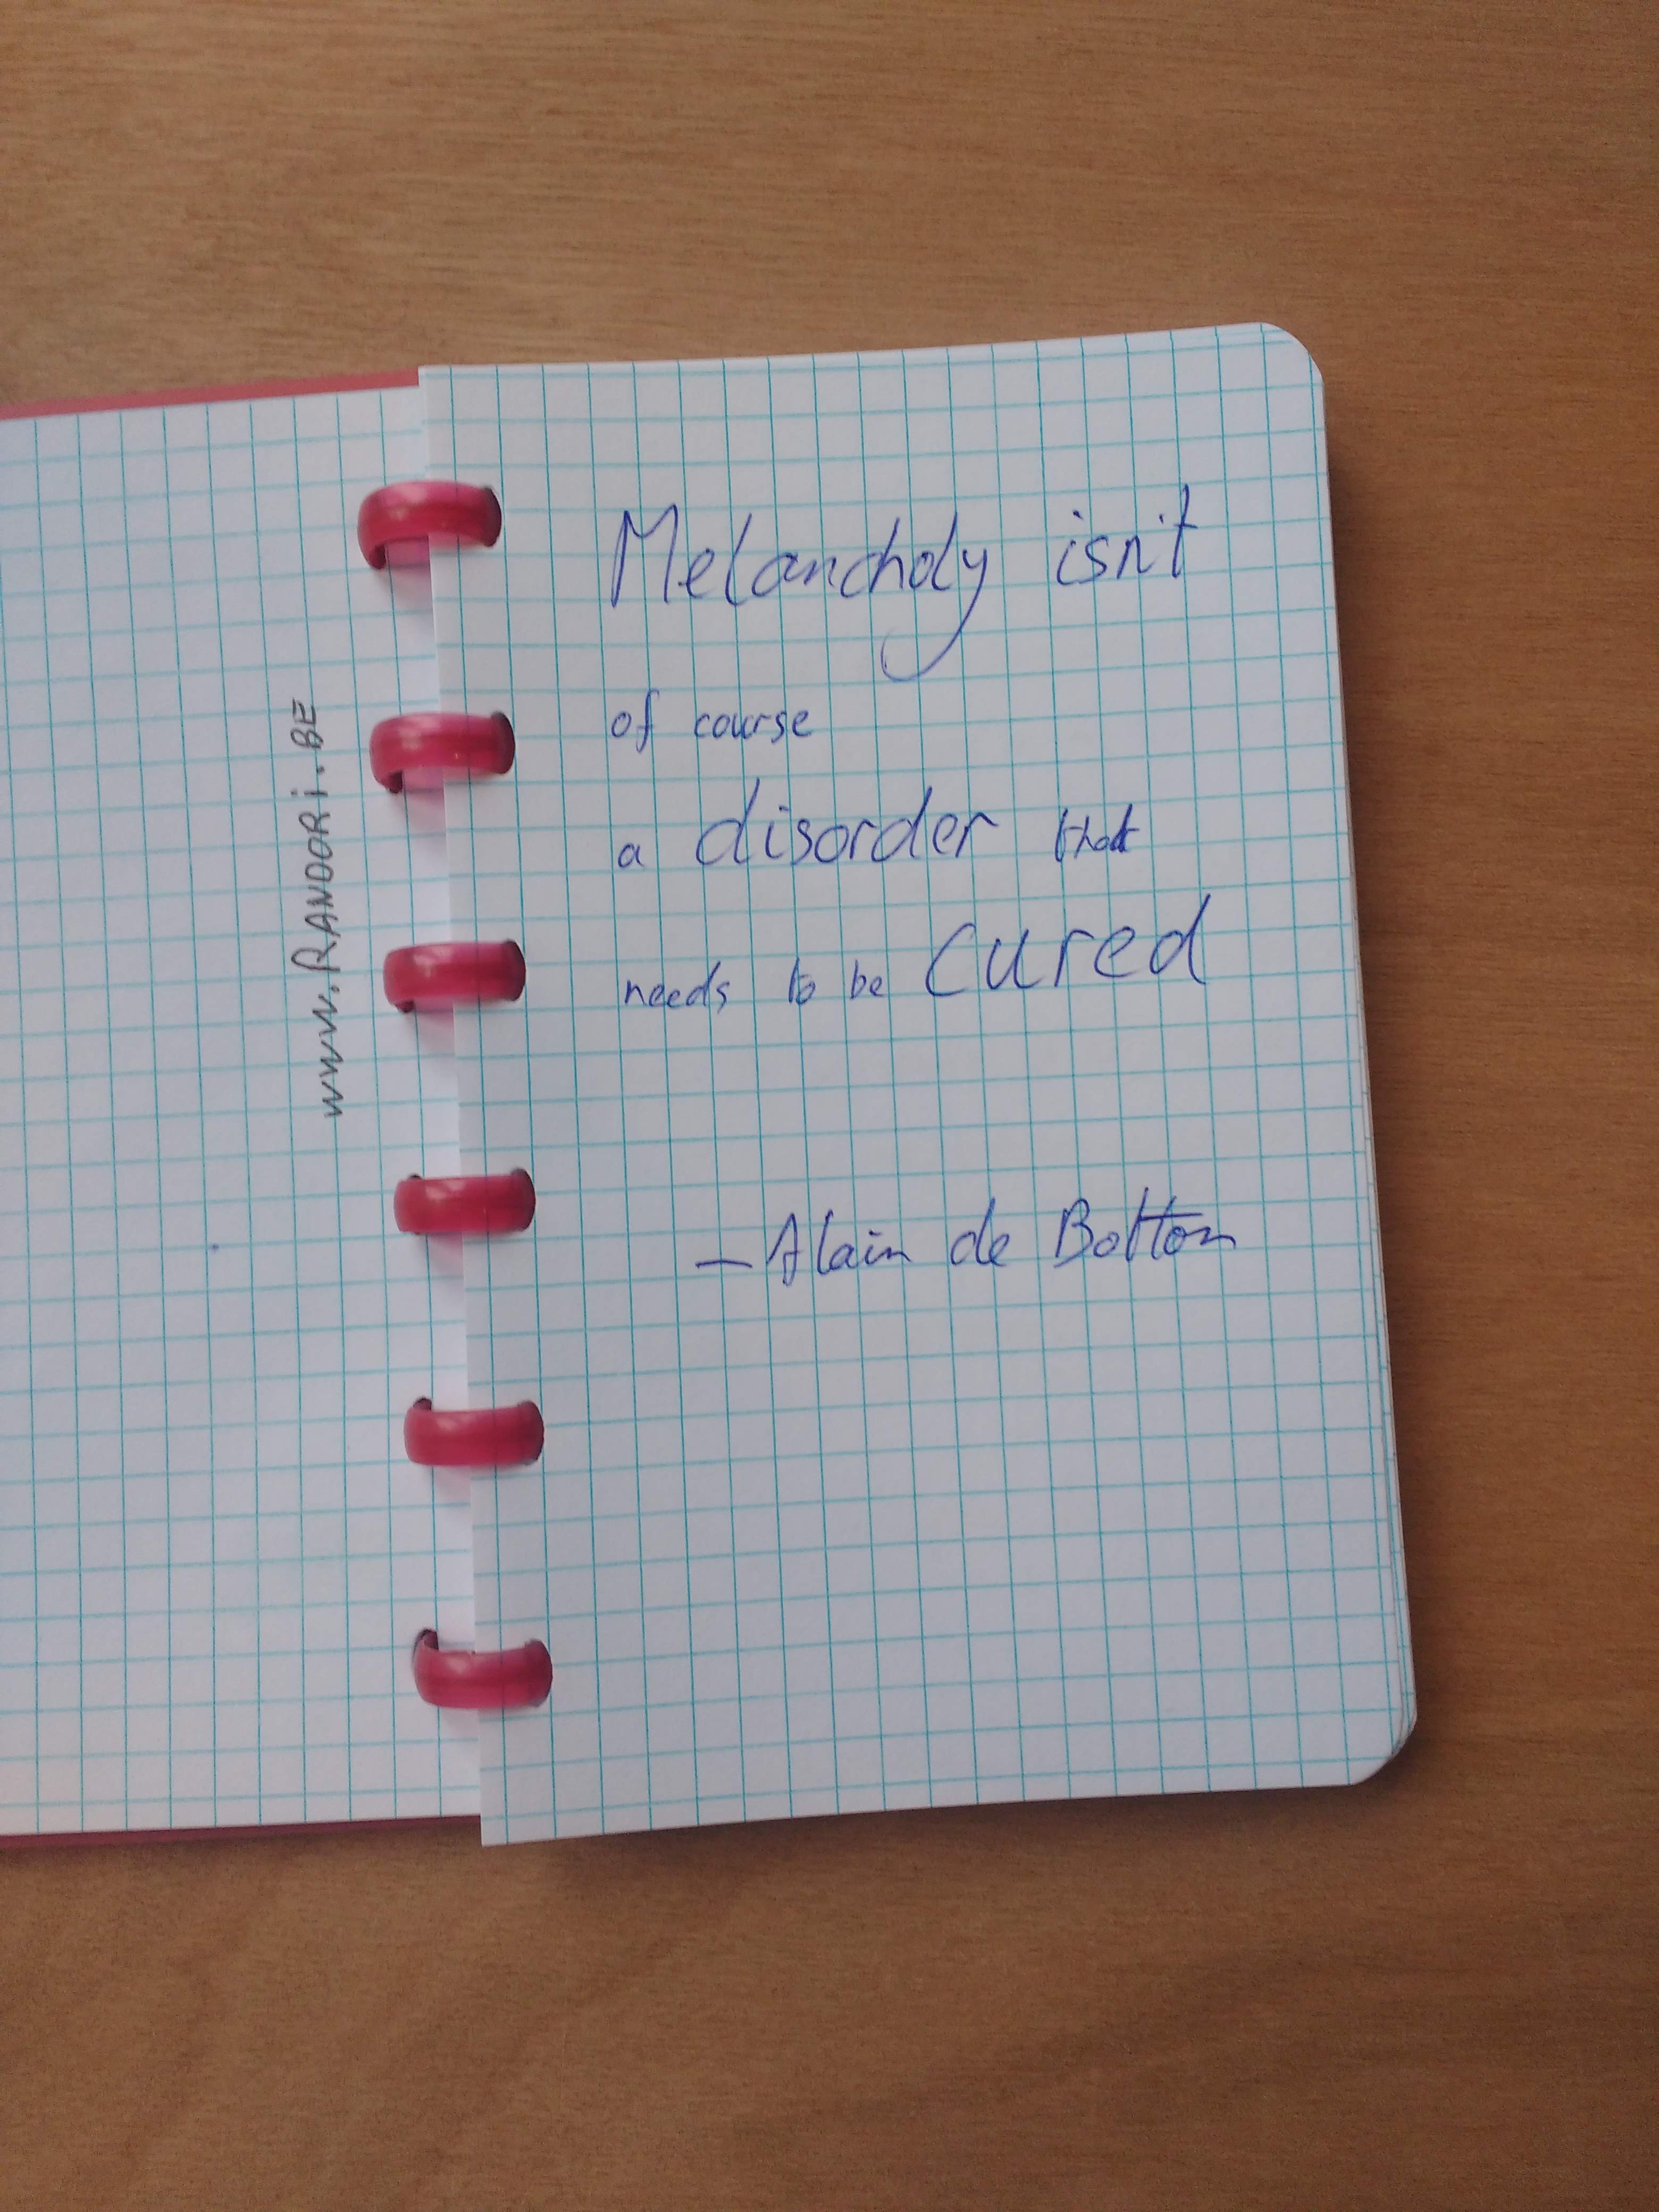 www.RANDORi.BE
Melancholy isn't
of course
a disorder that
needs to be cured
— Alain de Botton